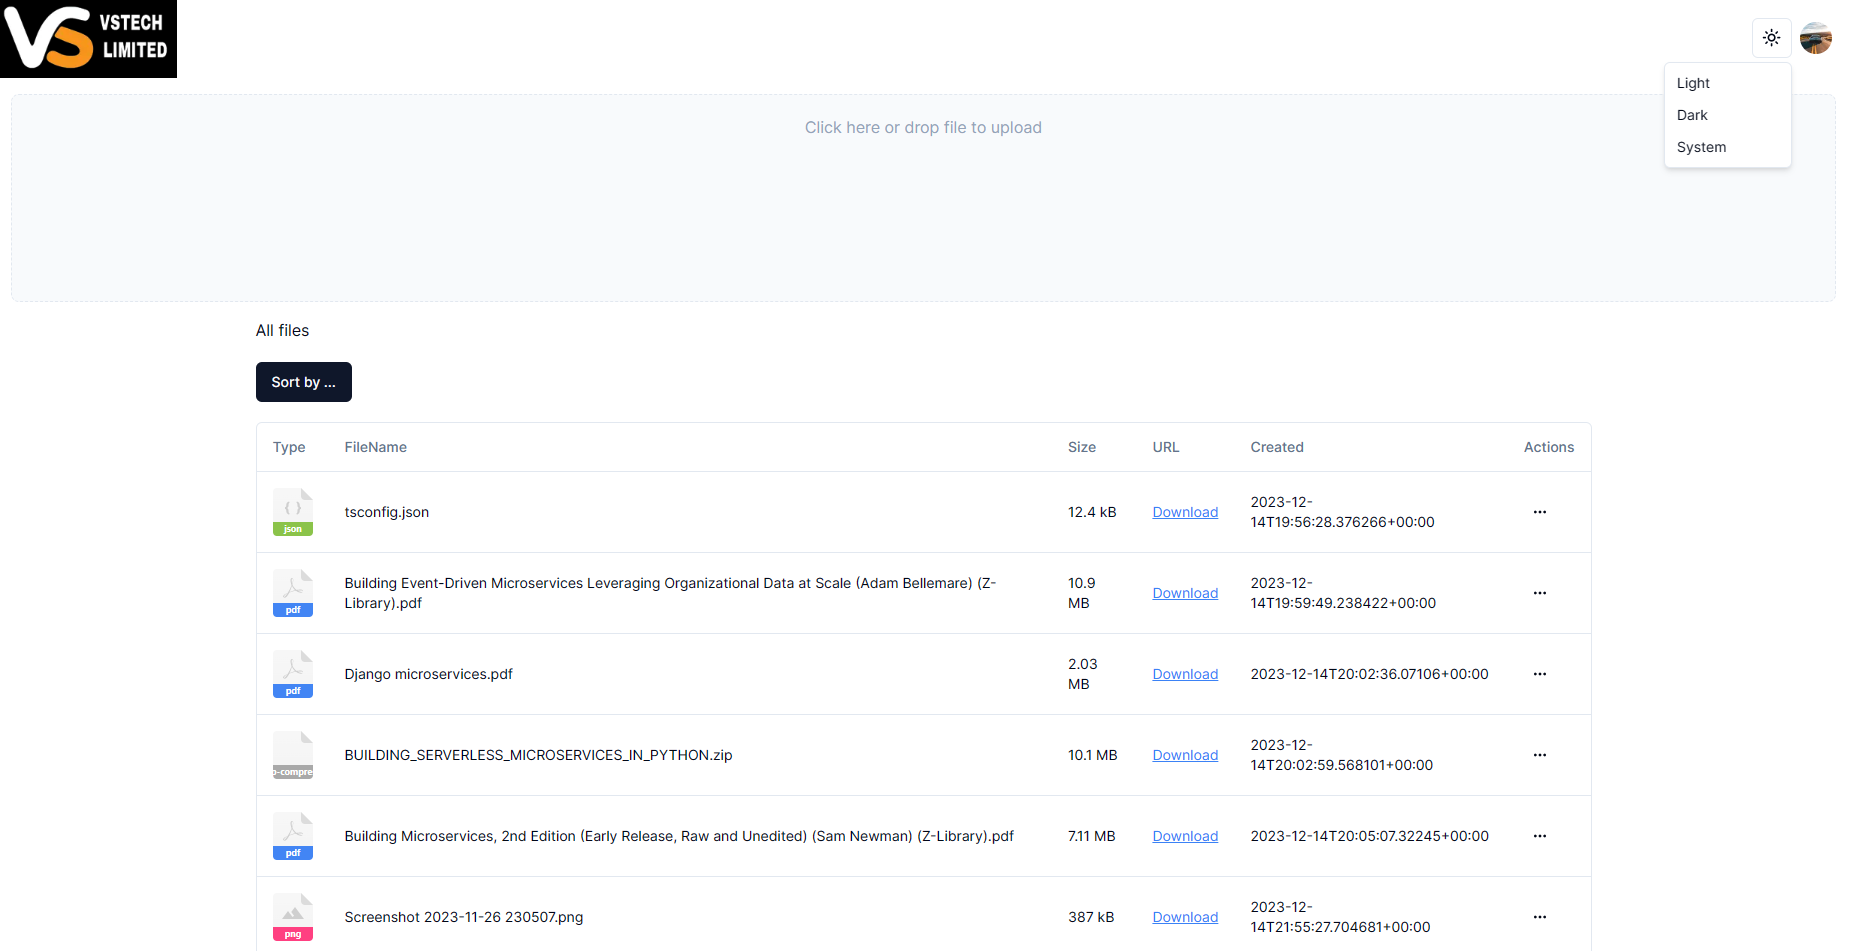 VSTECH
LIMITED
Light
Dark
System
Click here or drop file to upload
All files
Sort by ...
Type FileName Size URL Created Actions
json
tsconfig.json
12.4 kB
Download
2023-12-
14T19:56:28.376266+00:00
pdf
Building Event-Driven Microservices Leveraging Organizational Data at Scale (Adam Bellemare) (Z-
Library).pdf
10.9
MB
Download
2023-12-
14T19:59:49.238422+00:00
pdf
Django microservices.pdf
2.03
MB
Download
2023-12-14T20:02:36.07106+00:00
p-compre
BUILDING_SERVERLESS_MICROSERVICES_IN_PYTHON.zip
10.1 MB
Download
2023-12-
14T20:02:59.568101+00:00
pdf
Building Microservices, 2nd Edition (Early Release, Raw and Unedited) (Sam Newman) (Z-Library).pdf
7.11 MB
Download
2023-12-14T20:05:07.32245+00:00
png
Screenshot 2023-11-26 230507.png
387 kB
Download
2023-12-
14T21:55:27.704681+00:00